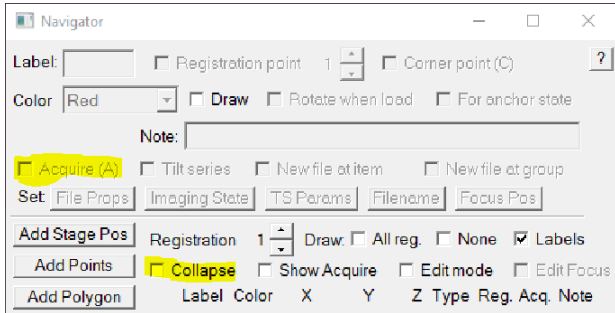 Navigator
Label: Registration point 1 Corner point (C) ?
Color Red Draw Rotate when load For anchor state
Note:
Acquire (A) Tilt series New file at item New file at group
Set: File Props Imaging State TS Params Filename Focus Pos
Add Stage Pos Registration 1 Draw: All reg. None Labels
Add Points Collapse Show Acquire Edit mode Edit Focus
Add Polygon Label Color X Y Z Type Reg. Acq. Note